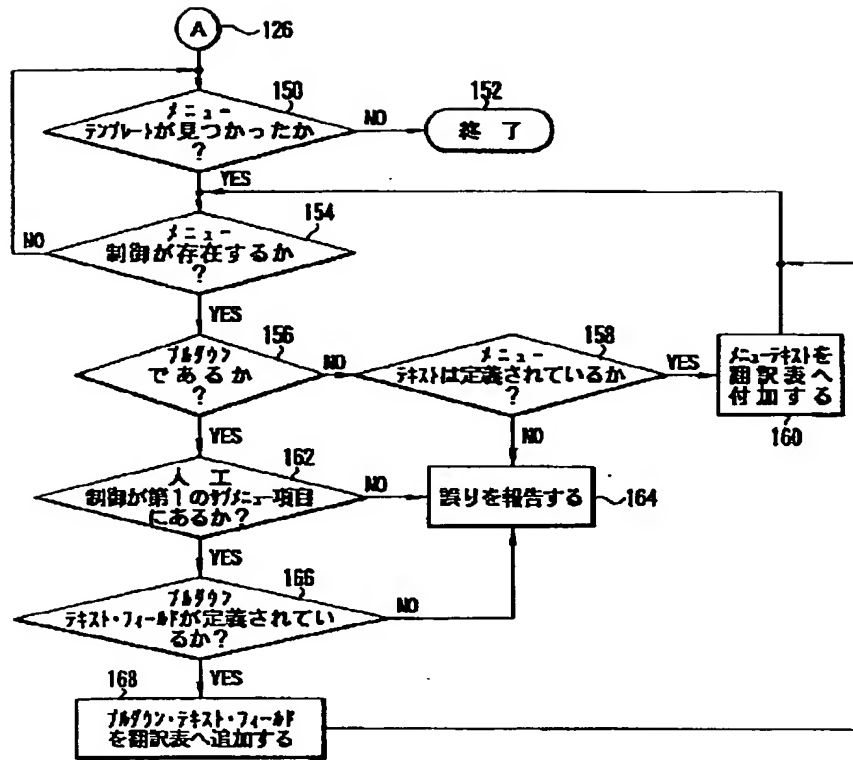 A
126
メニュー
テンプレートが見つかったか
?
150
NO
152
終 了
YES
メニュー
制御が存在するか
?
154
NO
YES
プルダウン
であるか
?
156
NO
メニュー
テキストは定義されているか
?
158
YES
メニューテキストを
翻訳表へ
付加する
160
YES
NO
人 工
制御が第1のサブメニュー項目
にあるか?
162
NO
誤りを報告する
164
YES
プルダウン
テキスト・フィールドが定義されてい
るか?
166
NO
YES
168
プルダウン・テキスト・フィールド
を翻訳表へ追加する